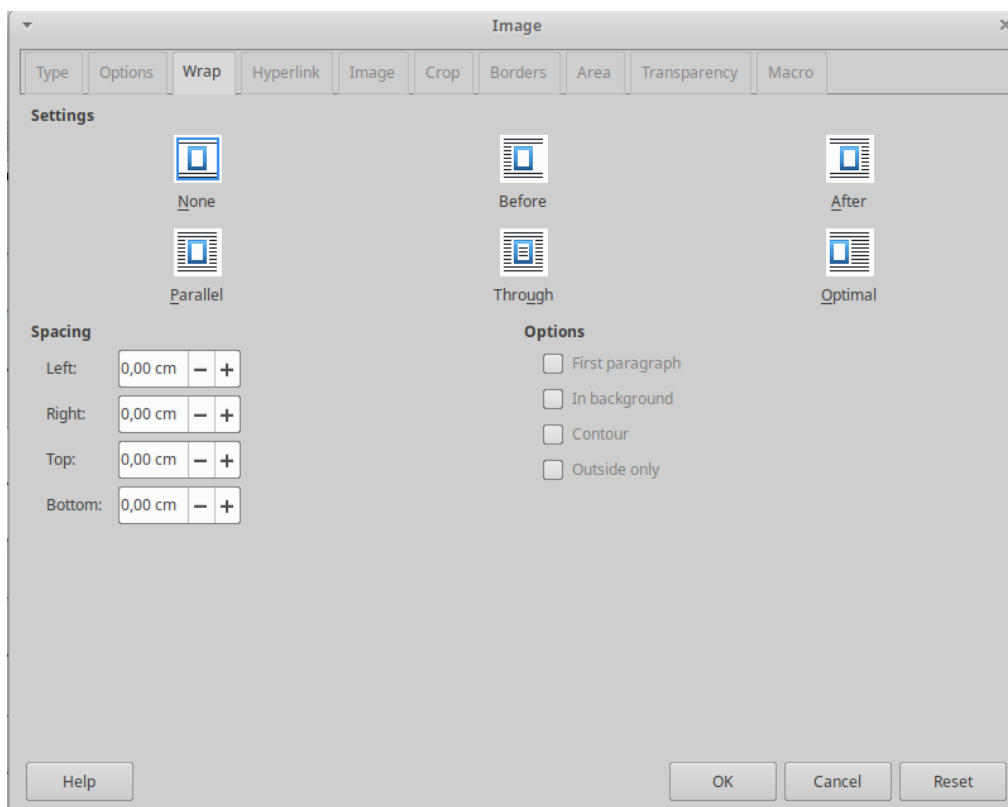 Image
Type Options Wrap Hyperlink Image Crop Borders Area Transparency Macro
Settings
None Before After
Parallel Through Optimal
Spacing
Left: 0,00 cm
Right: 0,00 cm
Top: 0,00 cm
Bottom: 0,00 cm
Options
First paragraph
In background
Contour
Outside only
Help OK Cancel Reset